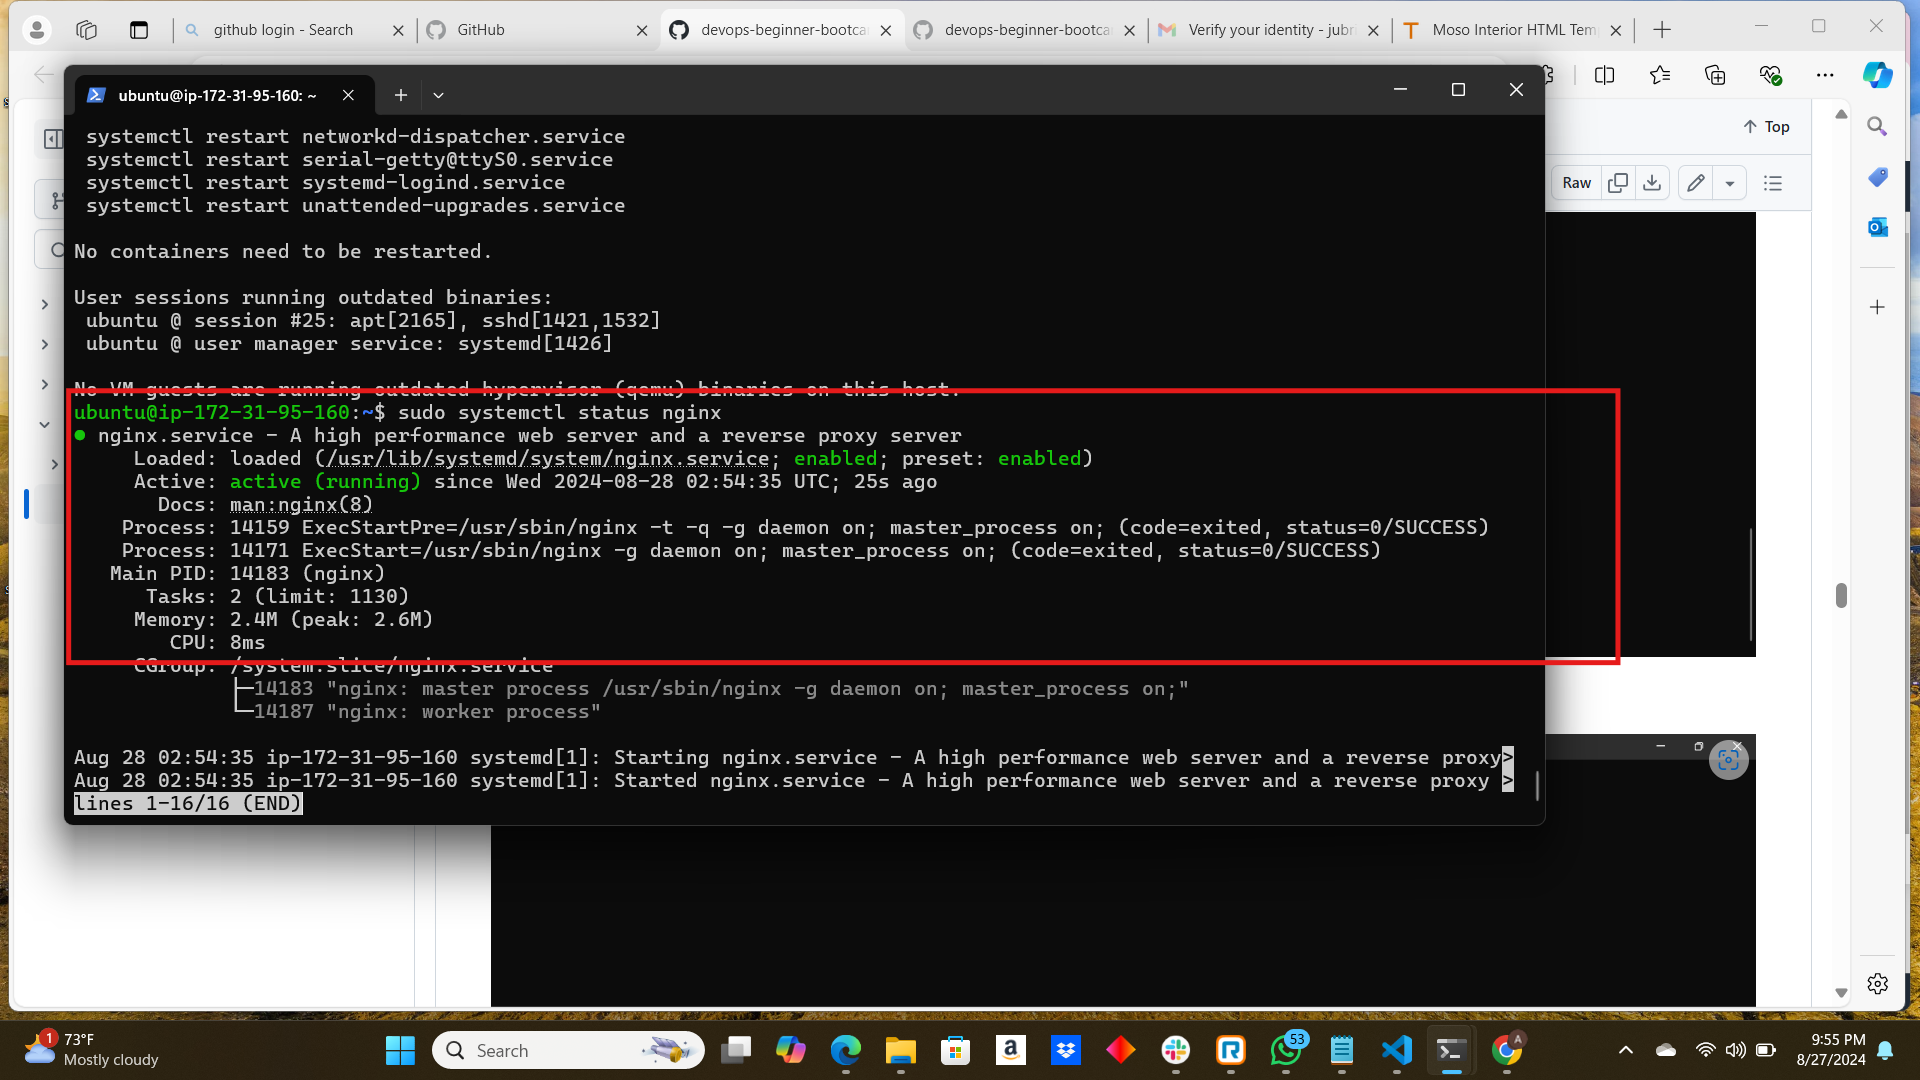 github login - Search
GitHub
devops-beginner-bootca
devops-beginner-bootca
Verify your identity - jubri
Moso Interior HTML Tem
ubuntu@ip-172-31-95-160: ~
Top
Raw
systemctl restart networkd-dispatcher.service
systemctl restart serial-getty@ttyS0.service
systemctl restart systemd-logind.service
systemctl restart unattended-upgrades.service
No containers need to be restarted.
User sessions running outdated binaries:
ubuntu @ session #25: apt[2165], sshd[1421,1532]
ubuntu @ user manager service: systemd[1426]
No VM guests are running outdated hypervisor (qemu) binaries on this host.
ubuntu@ip-172-31-95-160:~$ sudo systemctl status nginx
● nginx.service - A high performance web server and a reverse proxy server
Loaded: loaded (/usr/lib/systemd/system/nginx.service; enabled; preset: enabled)
Active: active (running) since Wed 2024-08-28 02:54:35 UTC; 25s ago
Docs: man:nginx(8)
Process: 14159 ExecStartPre=/usr/sbin/nginx -t -q -g daemon on; master_process on; (code=exited, status=0/SUCCESS)
Process: 14171 ExecStart=/usr/sbin/nginx -g daemon on; master_process on; (code=exited, status=0/SUCCESS)
Main PID: 14183 (nginx)
Tasks: 2 (limit: 1130)
Memory: 2.4M (peak: 2.6M)
CPU: 8ms
CGroup: /system.slice/nginx.service
├─14183 "nginx: master process /usr/sbin/nginx -g daemon on; master_process on;"
└─14187 "nginx: worker process"
Aug 28 02:54:35 ip-172-31-95-160 systemd[1]: Starting nginx.service - A high performance web server and a reverse proxy>
Aug 28 02:54:35 ip-172-31-95-160 systemd[1]: Started nginx.service - A high performance web server and a reverse proxy >
lines 1-16/16 (END)
1
73°F
Mostly cloudy
Search
53
A
9:55 PM
8/27/2024